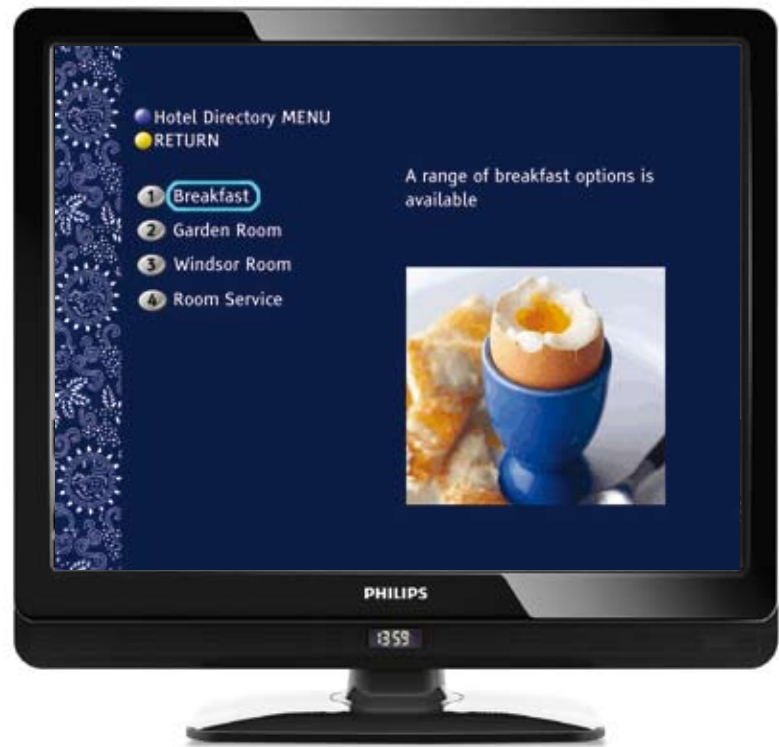 Hotel Directory MENU
RETURN
1 Breakfast
2 Garden Room
3 Windsor Room
4 Room Service
A range of breakfast options is
available
PHILIPS
13 59